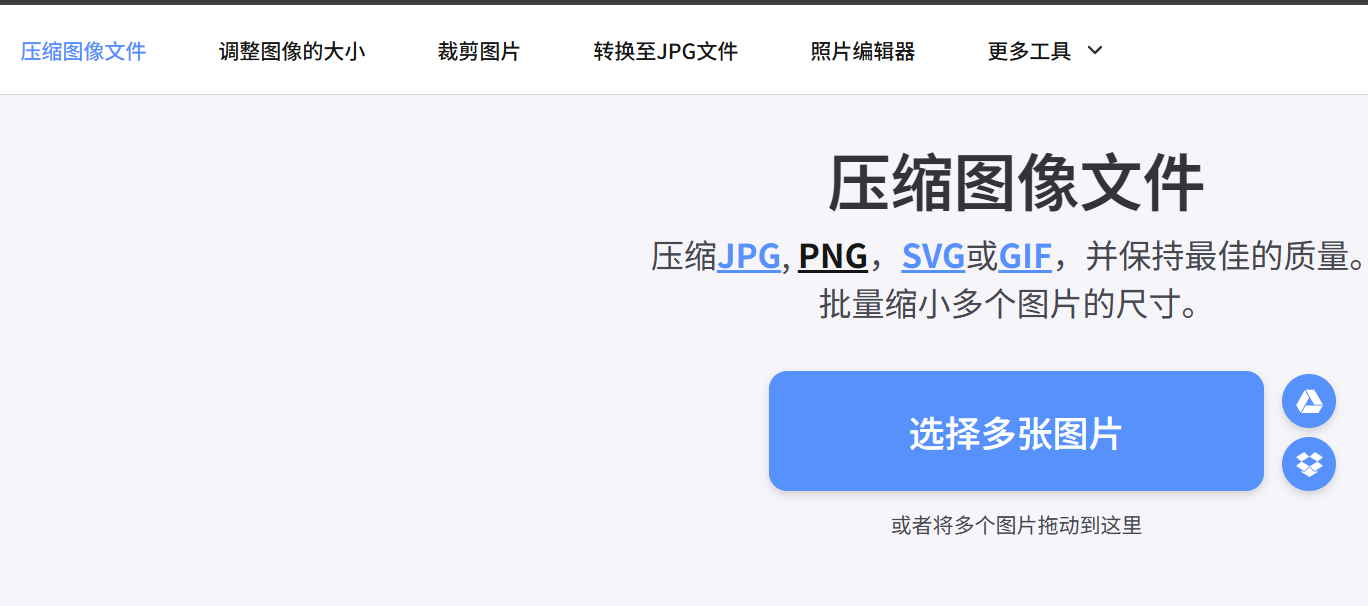 压缩图像文件 调整图像的大小 裁剪图片 转换至JPG文件 照片编辑器 更多工具
压缩图像文件
压缩JPG, PNG，SVG或GIF，并保持最佳的质量。
批量缩小多个图片的尺寸。
选择多张图片
或者将多个图片拖动到这里